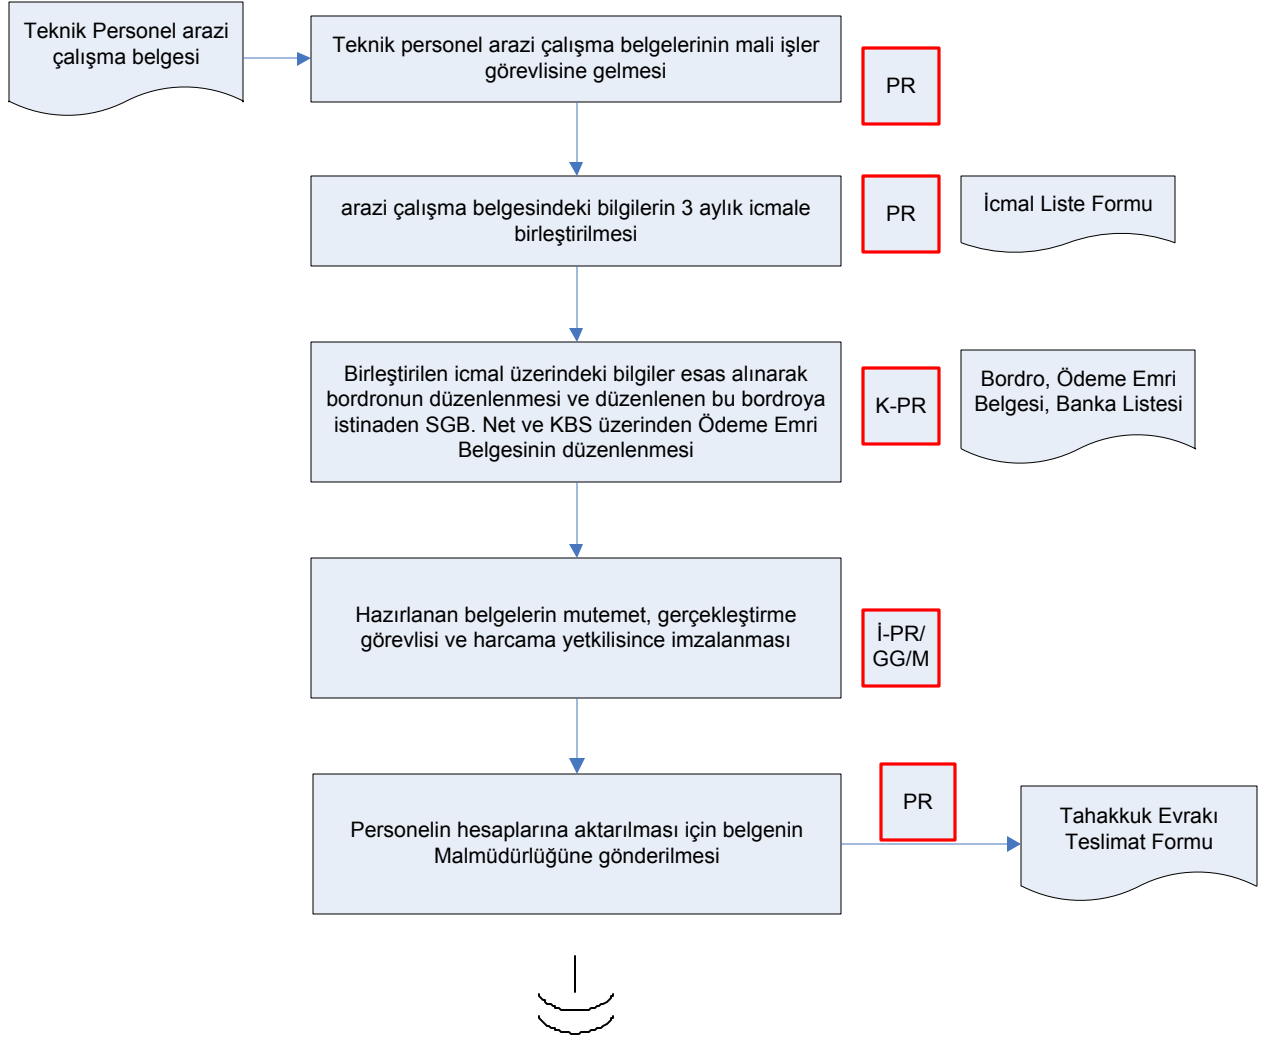 Teknik Personel arazi
çalışma belgesi
Teknik personel arazi çalışma belgelerinin mali işler
görevlisine gelmesi
PR
arazi çalışma belgesindeki bilgilerin 3 aylık icmale
birleştirilmesi
PR
İcmal Liste Formu
Birleştirilen icmal üzerindeki bilgiler esas alınarak
bordronun düzenlenmesi ve düzenlenen bu bordroya
istinaden SGB. Net ve KBS üzerinden Ödeme Emri
Belgesinin düzenlenmesi
K-PR
Bordro, Ödeme Emri
Belgesi, Banka Listesi
Hazırlanan belgelerin mutemet, gerçekleştirme
görevlisi ve harcama yetkilisince imzalanması
İ-PR/
GG/M
Personelin hesaplarına aktarılması için belgenin
Malmüdürlüğüne gönderilmesi
PR
Tahakkuk Evrakı
Teslimat Formu